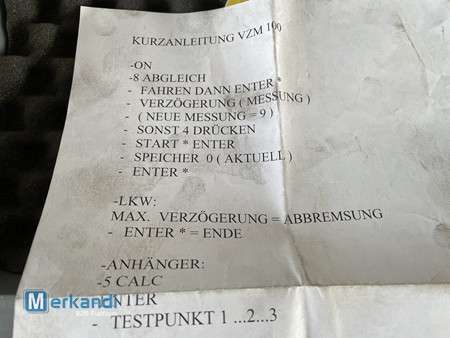 KURZANLEITUNG VZM 100
-ON
-8 ABGLEICH
- FAHREN DANN ENTER *
- VERZÖGERUNG ( MESSUNG )
- ( NEUE MESSUNG = 9 )
- SONST 4 DRÜCKEN
- START * ENTER
- SPEICHER 0 ( AKTUELL )
- ENTER *
-LKW:
MAX. VERZÖGERUNG = ABBREMSUNG
- ENTER * = ENDE
-ANHÄNGER:
-5 CALC
ENTER
- TESTPUNKT 1 ...2...3
Merkandi